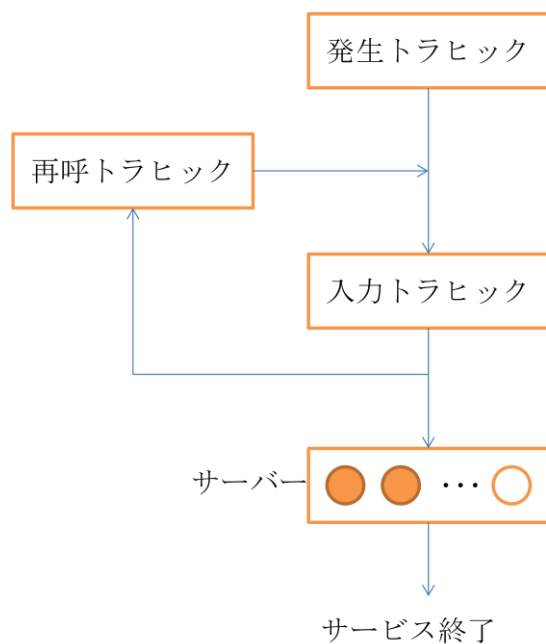 発生トラヒック
再呼トラヒック
入力トラヒック
サーバー
…
サービス終了